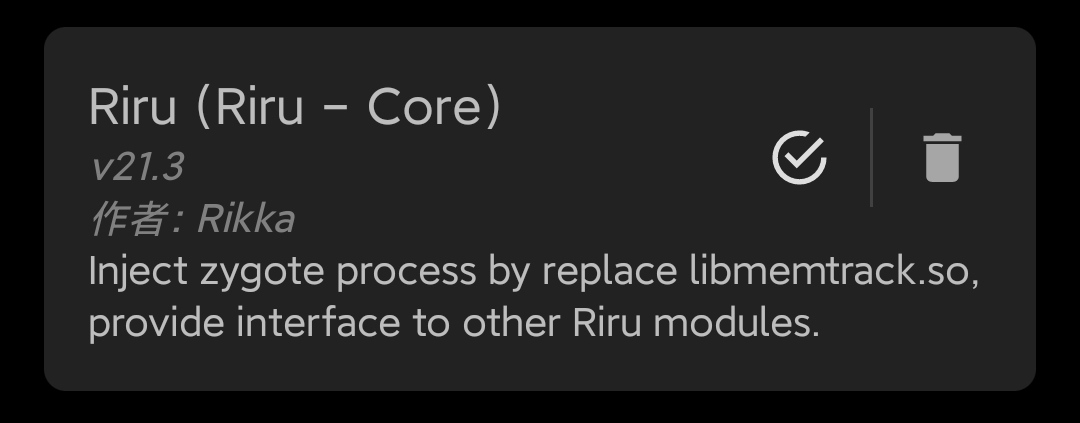 Riru (Riru - Core)
v21.3
作者: Rikka
Inject zygote process by replace libmemtrack.so,
provide interface to other Riru modules.